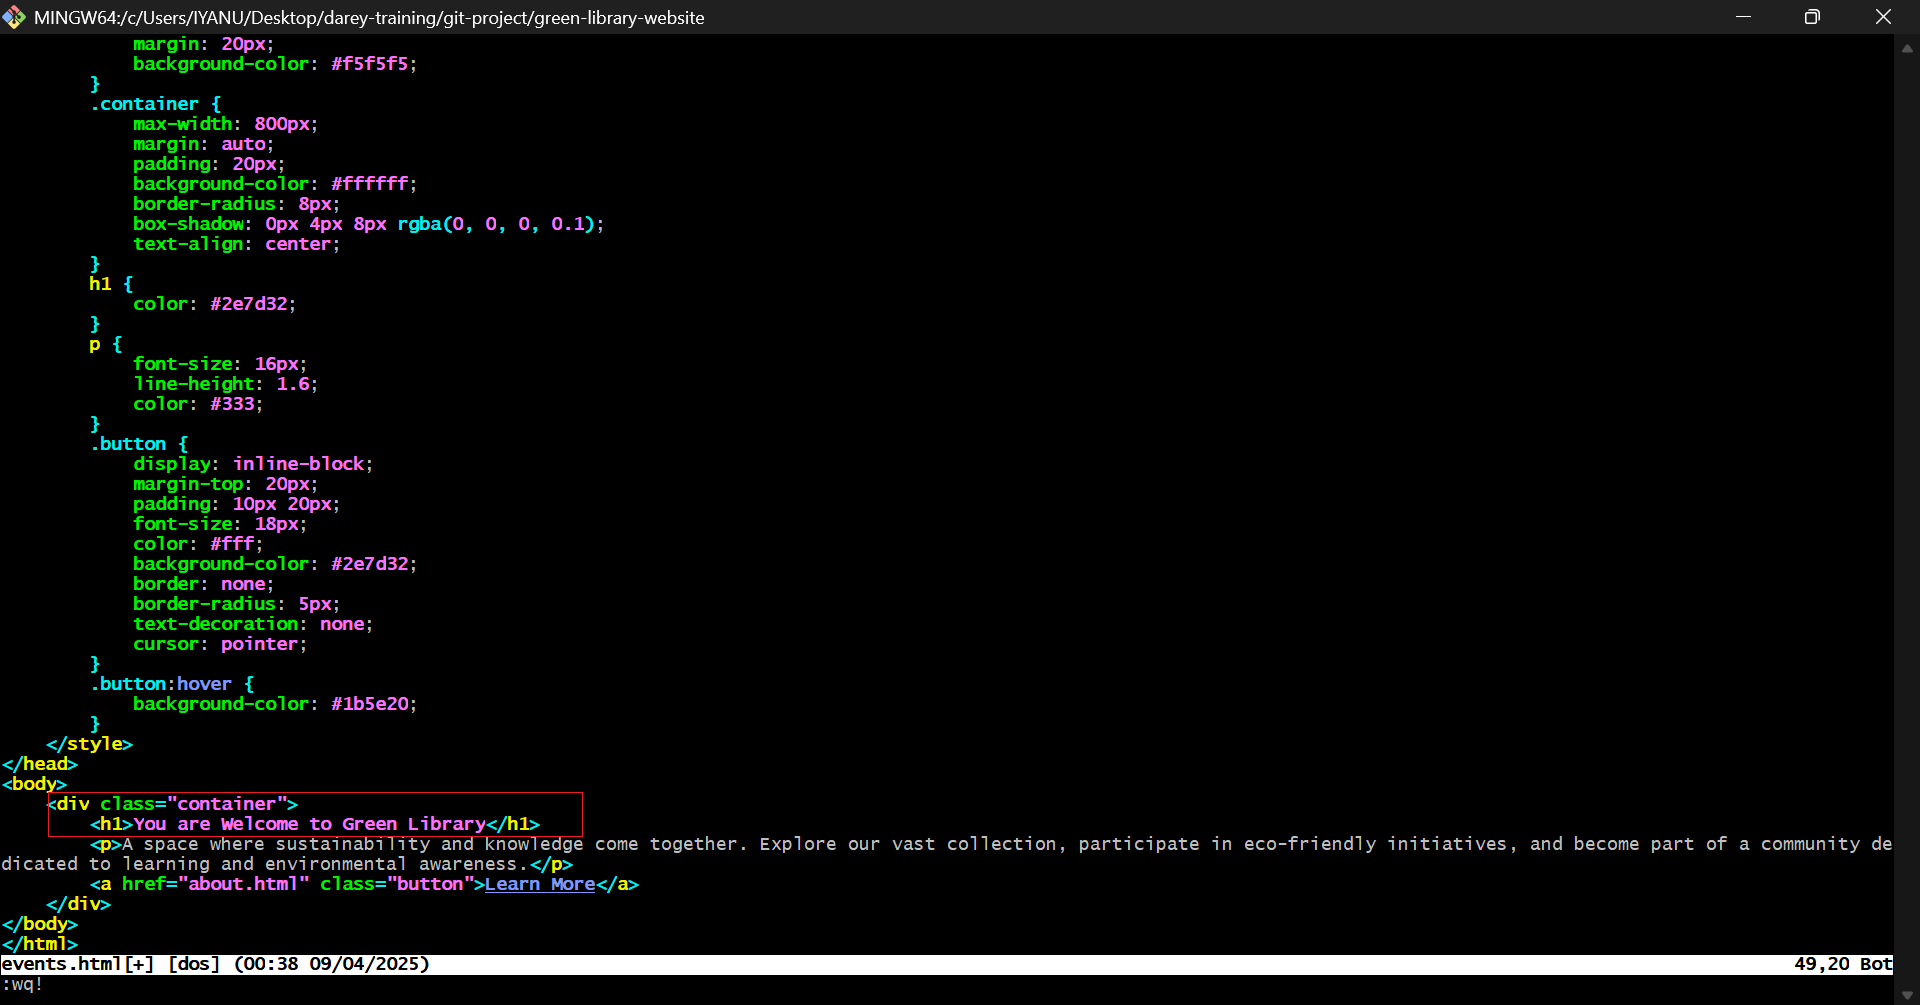 MINGW64:/c/Users/IYANU/Desktop/darey-training/git-project/green-library-website
margin: 20px;
background-color: #f5f5f5;
}
.container {
max-width: 800px;
margin: auto;
padding: 20px;
background-color: #ffffff;
border-radius: 8px;
box-shadow: 0px 4px 8px rgba(0, 0, 0, 0.1);
text-align: center;
}
h1 {
color: #2e7d32;
}
p {
font-size: 16px;
line-height: 1.6;
color: #333;
}
.button {
display: inline-block;
margin-top: 20px;
padding: 10px 20px;
font-size: 18px;
color: #fff;
background-color: #2e7d32;
border: none;
border-radius: 5px;
text-decoration: none;
cursor: pointer;
}
.button:hover {
background-color: #1b5e20;
}
</style>
</head>
<body>
<div class="container">
<h1>You are Welcome to Green Library</h1>
<p>A space where sustainability and knowledge come together. Explore our vast collection, participate in eco-friendly initiatives, and become part of a community de
dicated to learning and environmental awareness.</p>
<a href="about.html" class="button">Learn More</a>
</div>
</body>
</html>
events.html[+] [dos] (00:38 09/04/2025) 49,20 Bot
:wq!